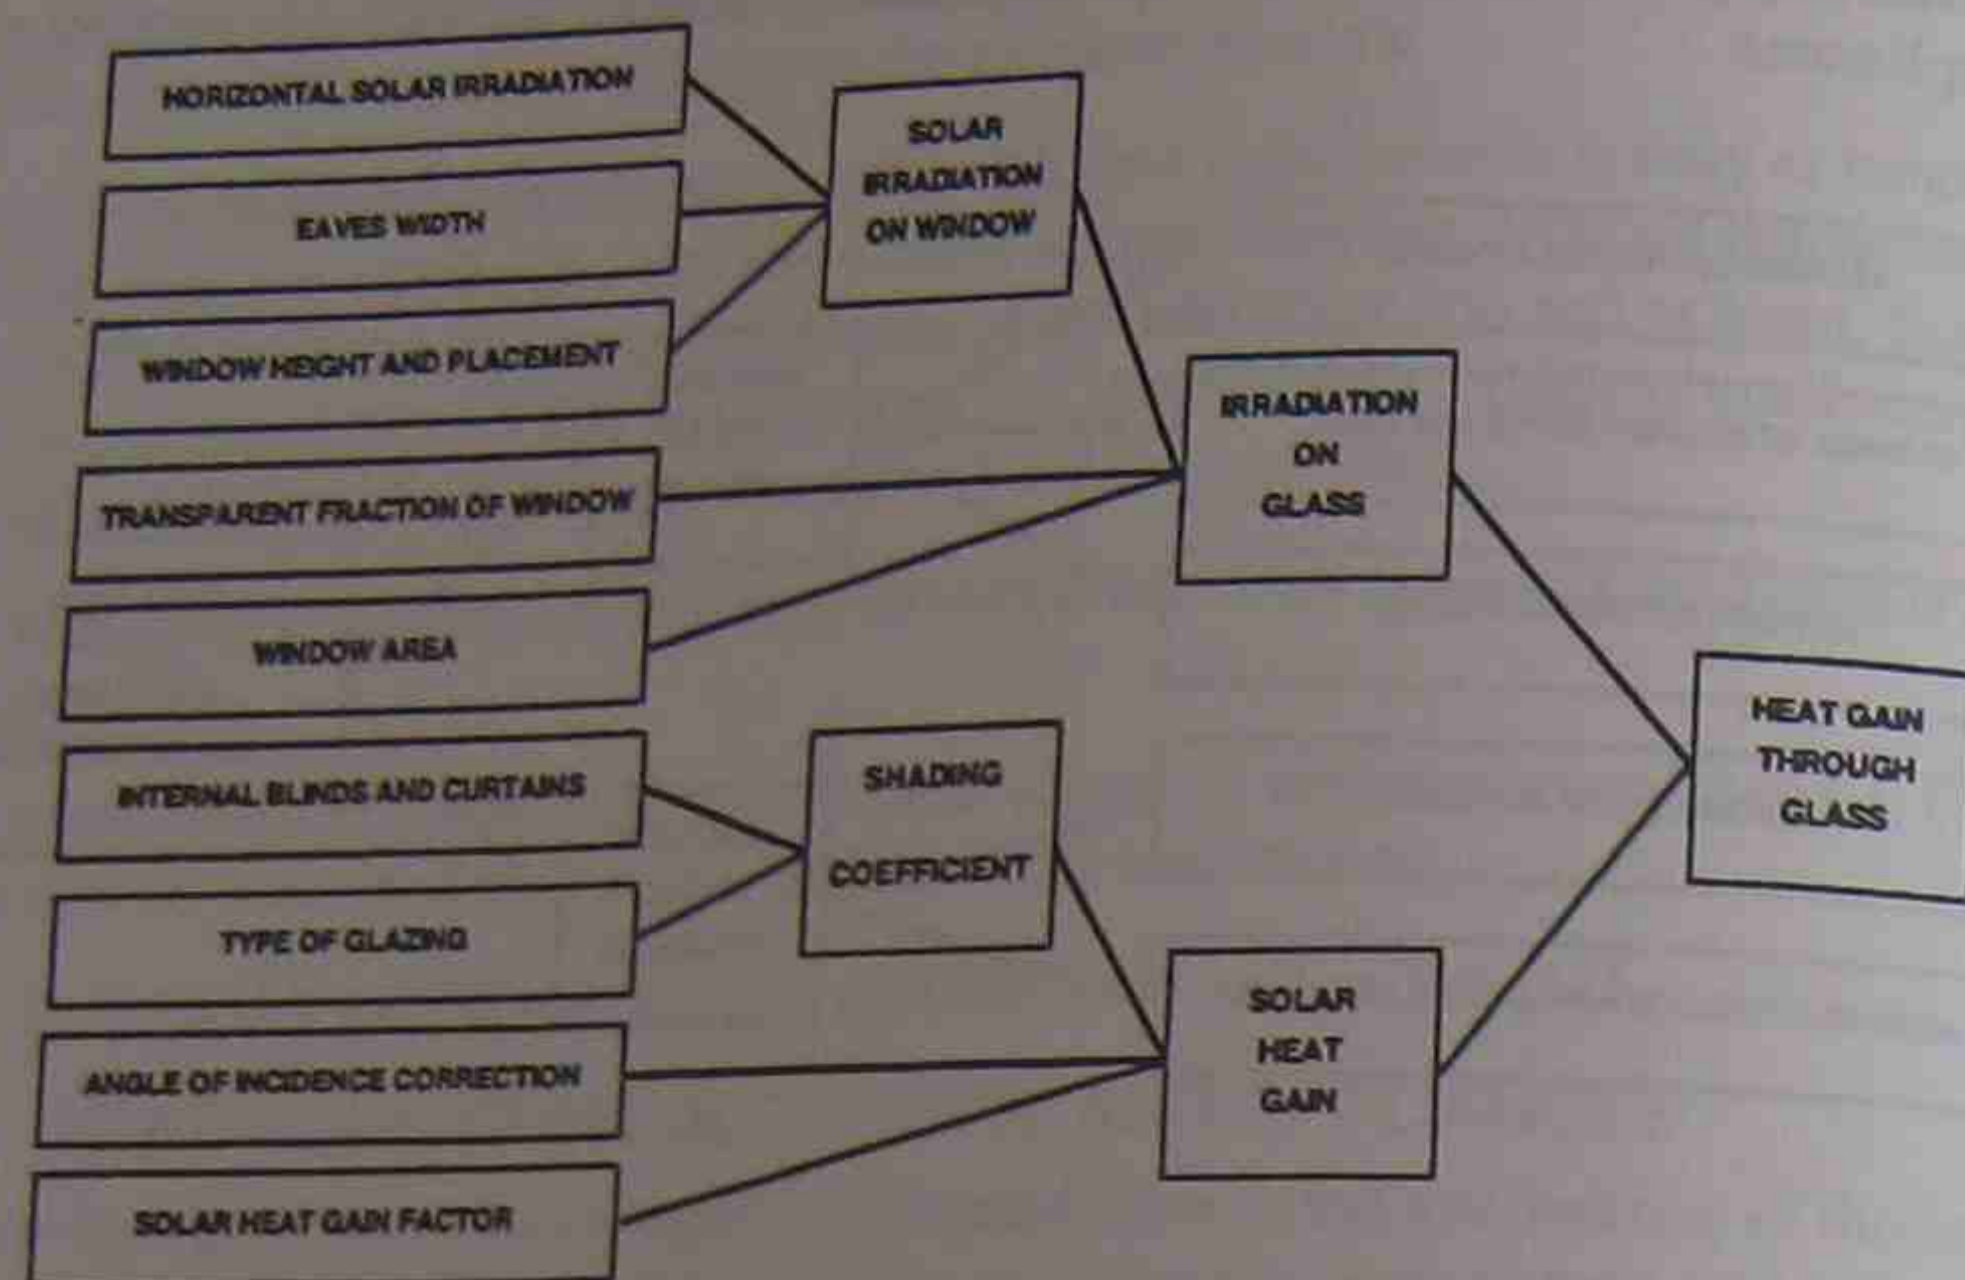 HORIZONTAL SOLAR IRRADIATION
EAVES WIDTH
WINDOW HEIGHT AND PLACEMENT
TRANSPARENT FRACTION OF WINDOW
WINDOW AREA
INTERNAL BLINDS AND CURTAINS
TYPE OF GLAZING
ANGLE OF INCIDENCE CORRECTION
SOLAR HEAT GAIN FACTOR
SOLAR
IRRADIATION
ON WINDOW
SHADING
COEFFICIENT
IRRADIATION
ON
GLASS
SOLAR
HEAT
GAIN
HEAT GAIN
THROUGH
GLASS